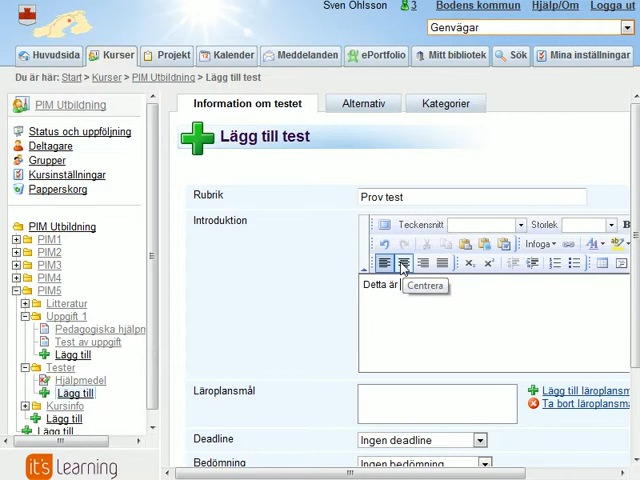 Sven Ohlsson 3 Bodens kommun Hjälp/Om Logga ut
Genvägar
Huvudsida Kurser Projekt Kalender Meddelanden ePortfolio Mitt bibliotek Sök Mina inställningar
Du är här: Start > Kurser > PIM Utbildning > Lägg till test
PIM Utbildning
Status och uppföljning
Deltagare
Grupper
Kursinställningar
Papperskorg
PIM Utbildning
PIM1
PIM2
PIM3
PIM4
PIM5
Litteratur
Uppgift 1
Pedagogiska hjälpm
Test av uppgift
Lägg till
Tester
Hjälpmedel
Lägg till
Kursinfo
Lägg till
Lägg till
it's learning
Information om testet Alternativ Kategorier
Lägg till test
Rubrik Prov test
Introduktion
Teckensnitt Storlek B
Infoga
Detta är
Centrera
Läroplansmål
Lägg till läroplansm
Ta bort läroplansma
Deadline Ingen deadline
Bedömning Ingen bedömning